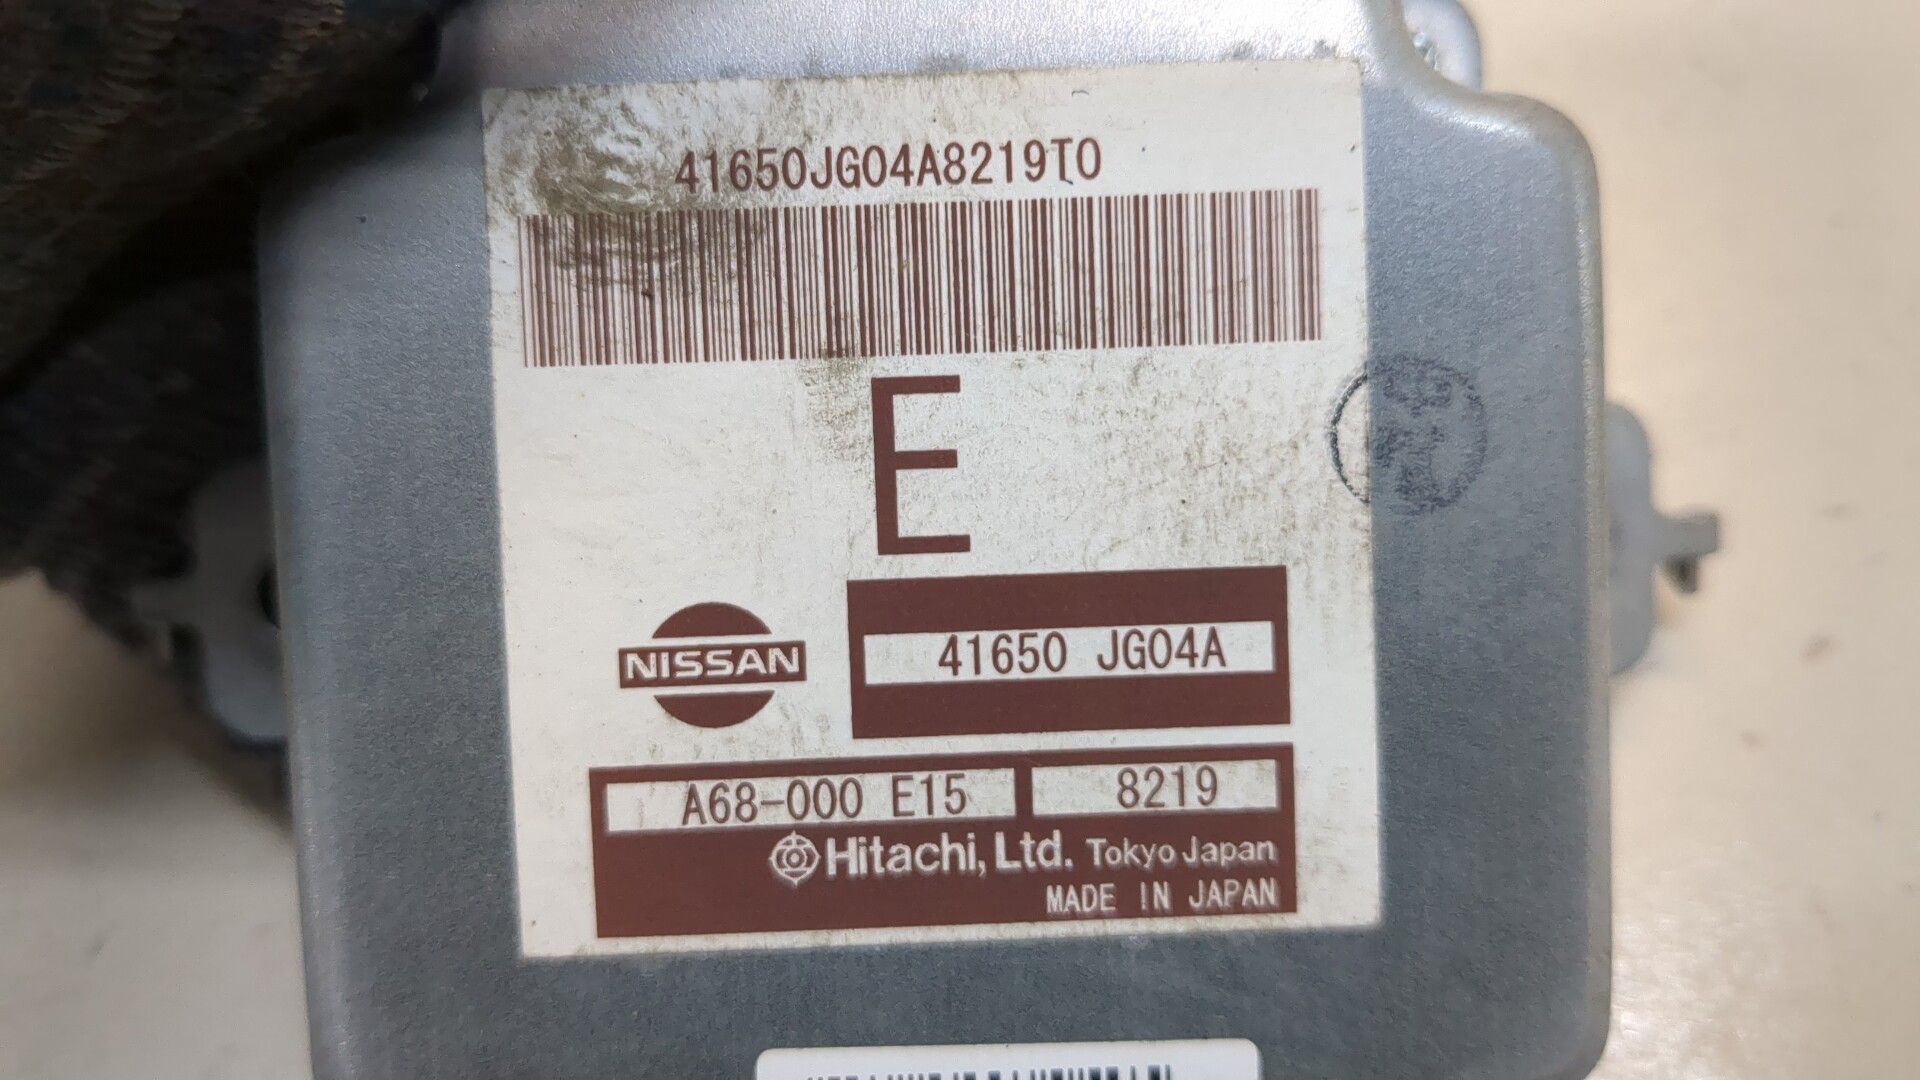 41650JG04A8219T0
E
NISSAN
41650 JG04A
A68-000 E15
8219
Hitachi, Ltd. Tokyo Japan
MADE IN JAPAN